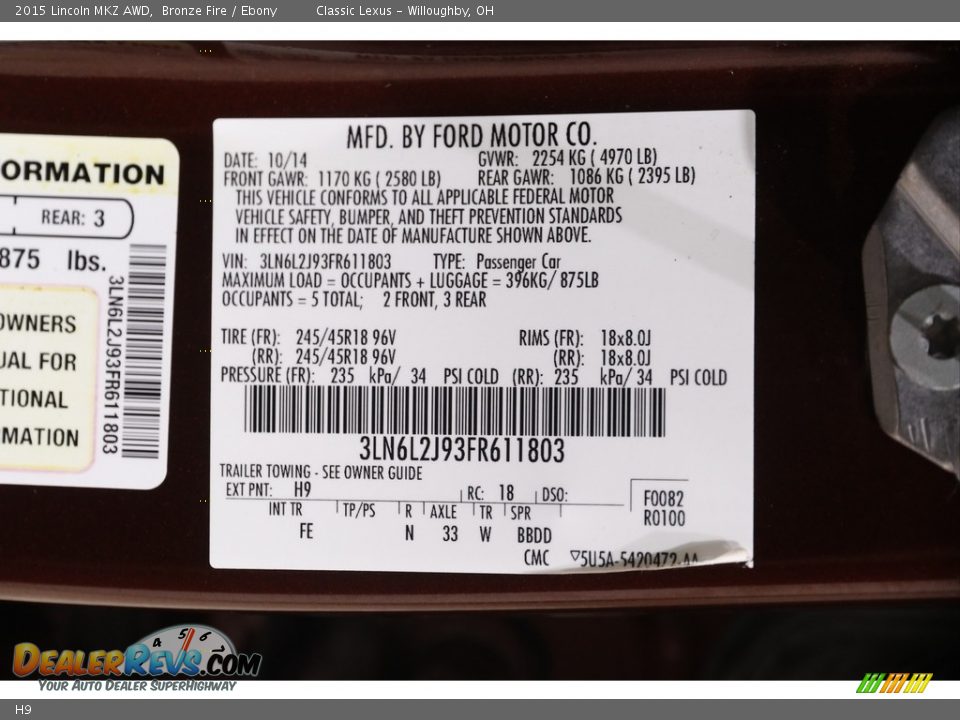 2015 Lincoln MKZ AWD, Bronze Fire / Ebony Classic Lexus - Willoughby, OH
ORMATION
REAR: 3
875 lbs.
OWNERS
UAL FOR
TIONAL
MATION
3LN6L2J93FR611803
MFD. BY FORD MOTOR CO.
DATE: 10/14 GVWR: 2254 KG ( 4970 LB)
FRONT GAWR: 1170 KG ( 2580 LB) REAR GAWR: 1086 KG ( 2395 LB)
THIS VEHICLE CONFORMS TO ALL APPLICABLE FEDERAL MOTOR
VEHICLE SAFETY, BUMPER, AND THEFT PREVENTION STANDARDS
IN EFFECT ON THE DATE OF MANUFACTURE SHOWN ABOVE.
VIN: 3LN6L2J93FR611803 TYPE: Passenger Car
MAXIMUM LOAD = OCCUPANTS + LUGGAGE = 396KG/ 875LB
OCCUPANTS = 5 TOTAL; 2 FRONT, 3 REAR
TIRE (FR): 245/45R18 96V RIMS (FR): 18x8.0J
(RR): 245/45R18 96V (RR): 18x8.0J
PRESSURE (FR): 235 kPa/ 34 PSI COLD (RR): 235 kPa/ 34 PSI COLD
3LN6L2J93FR611803
TRAILER TOWING - SEE OWNER GUIDE
EXT PNT: H9 RC: 18 DSO:
F0082
R0100
INT TR TP/PS R AXLE TR SPR
FE N 33 W BBDD
CMC ▽5U5A-5420472-AA
DEALERREVS.COM
4 5 6
YOUR AUTO DEALER SUPERHIGHWAY
H9